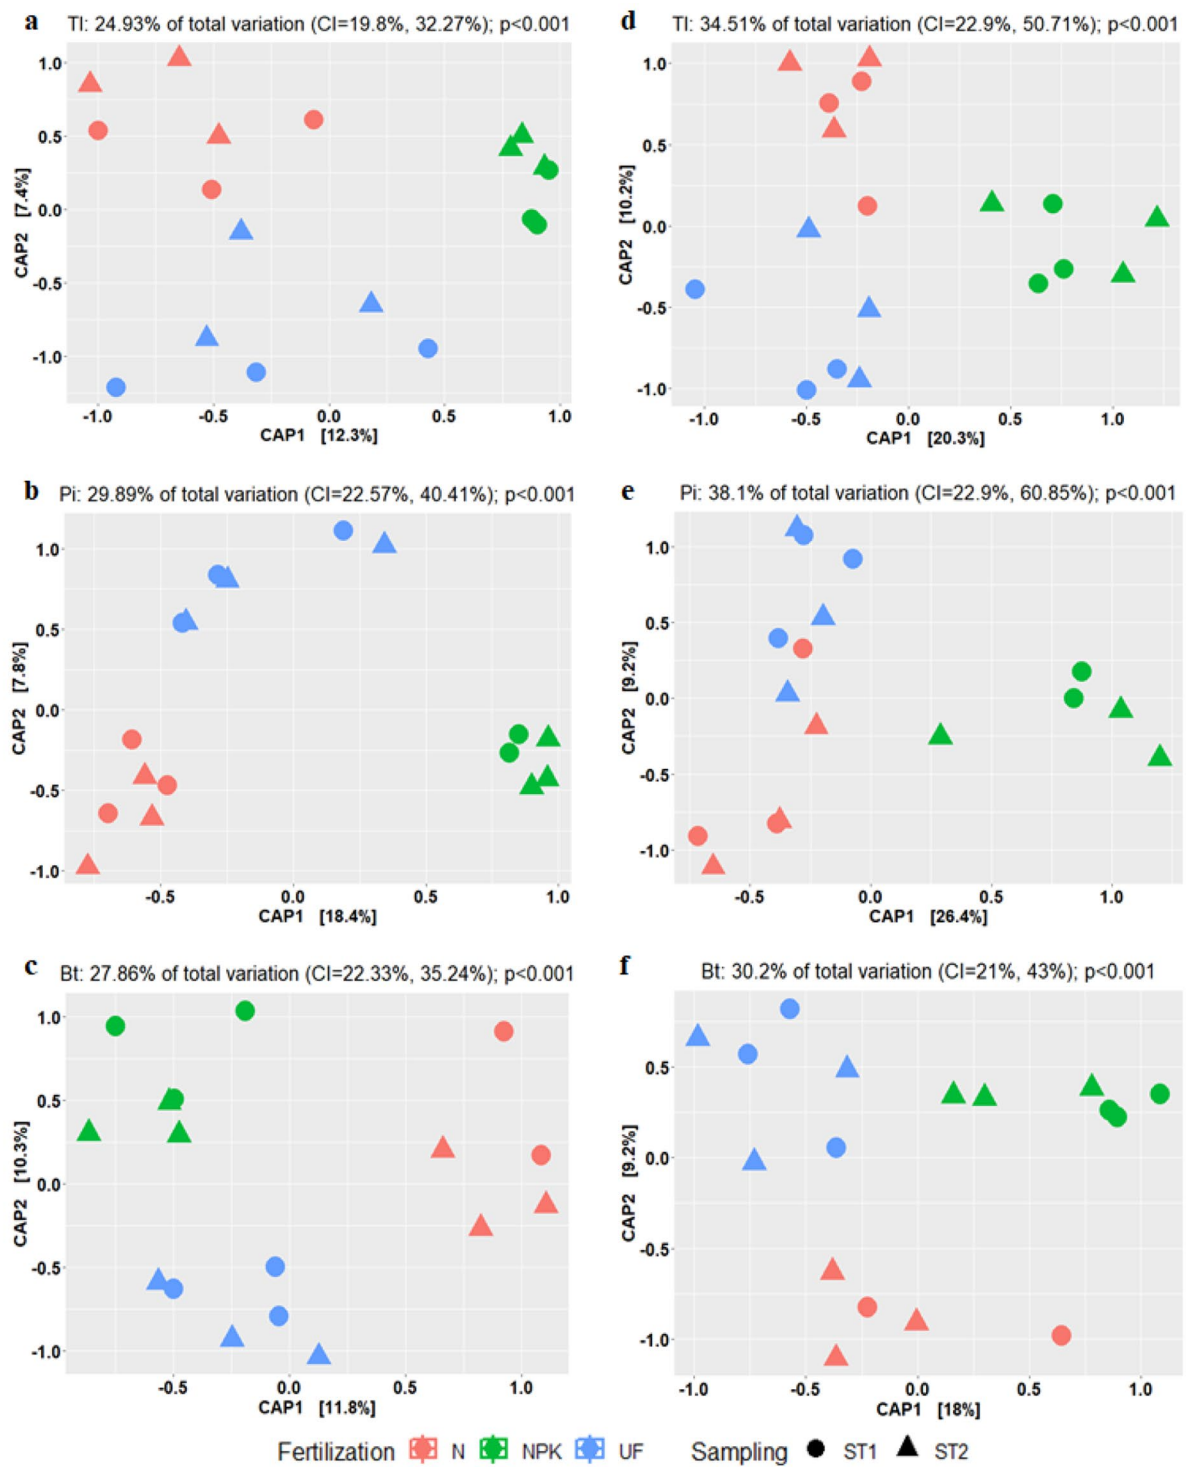 a
Tl: 24.93% of total variation (CI=19.8%, 32.27%); p<0.001
1.0
0.5
0.0
-0.5
-1.0
CAP2 [7.4%]
-1.0 -0.5 0.0 0.5 1.0
CAP1 [12.3%]
d
Tl: 34.51% of total variation (CI=22.9%, 50.71%); p<0.001
1.0
0.5
0.0
-0.5
-1.0
CAP2 [10.2%]
-1.0 -0.5 0.0 0.5 1.0
CAP1 [20.3%]
b
Pi: 29.89% of total variation (CI=22.57%, 40.41%); p<0.001
1.0
0.5
0.0
-0.5
-1.0
CAP2 [7.8%]
-0.5 0.0 0.5 1.0
CAP1 [18.4%]
e
Pi: 38.1% of total variation (CI=22.9%, 60.85%); p<0.001
1.0
0.5
0.0
-0.5
-1.0
CAP2 [9.2%]
-0.5 0.0 0.5 1.0
CAP1 [26.4%]
c
Bt: 27.86% of total variation (CI=22.33%, 35.24%); p<0.001
1.0
0.5
0.0
-0.5
-1.0
CAP2 [10.3%]
-0.5 0.0 0.5 1.0
CAP1 [11.8%]
f
Bt: 30.2% of total variation (CI=21%, 43%); p<0.001
0.5
0.0
-0.5
-1.0
CAP2 [9.2%]
-1.0 -0.5 0.0 0.5 1.0
CAP1 [18%]
Fertilization N NPK UF Sampling ST1 ST2